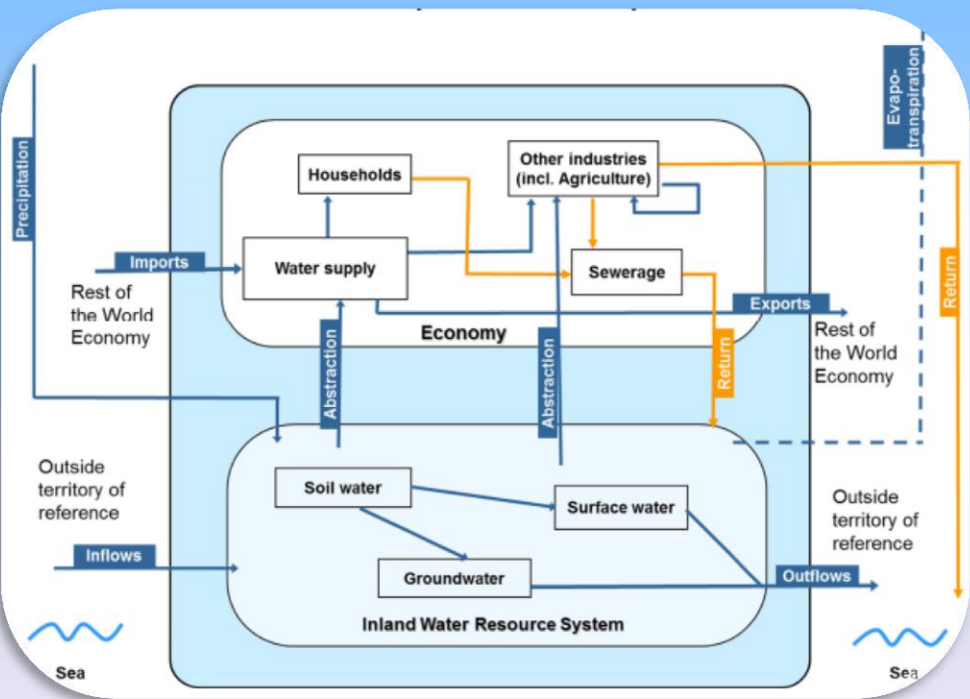 Precipitation
Evapo-
transpiration
Households
Other industries
(incl. Agriculture)
Imports
Rest of
the World
Economy
Water supply
Sewerage
Return
Exports
Rest of
the World
Economy
Economy
Abstraction
Abstraction
Return
Outside
territory of
reference
Soil water
Surface water
Outside
territory of
reference
Inflows
Groundwater
Outflows
Inland Water Resource System
Sea
Sea